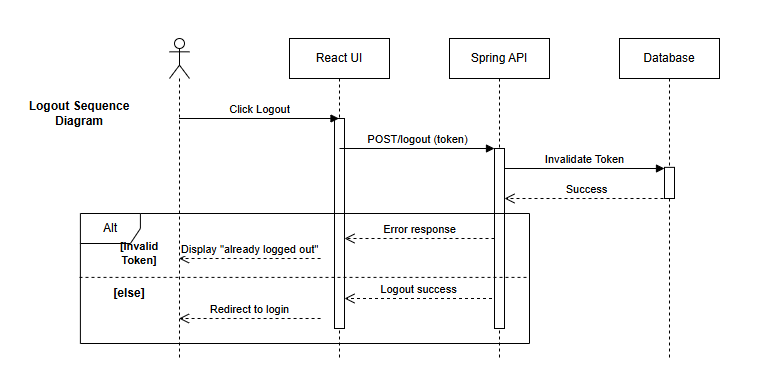 React UI
Spring API
Database
Logout Sequence
Diagram
Click Logout
POST/logout (token)
Invalidate Token
Success
Alt
Error response
[Invalid
Token]
Display "already logged out"
[else]
Logout success
Redirect to login